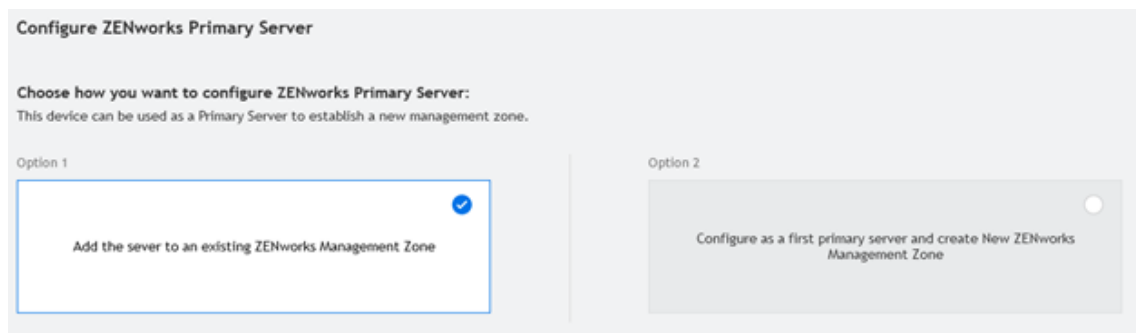 Configure ZENworks Primary Server
Choose how you want to configure ZENworks Primary Server:
This device can be used as a Primary Server to establish a new management zone.
Option 1
Add the sever to an existing ZENworks Management Zone
Option 2
Configure as a first primary server and create New ZENworks
Management Zone